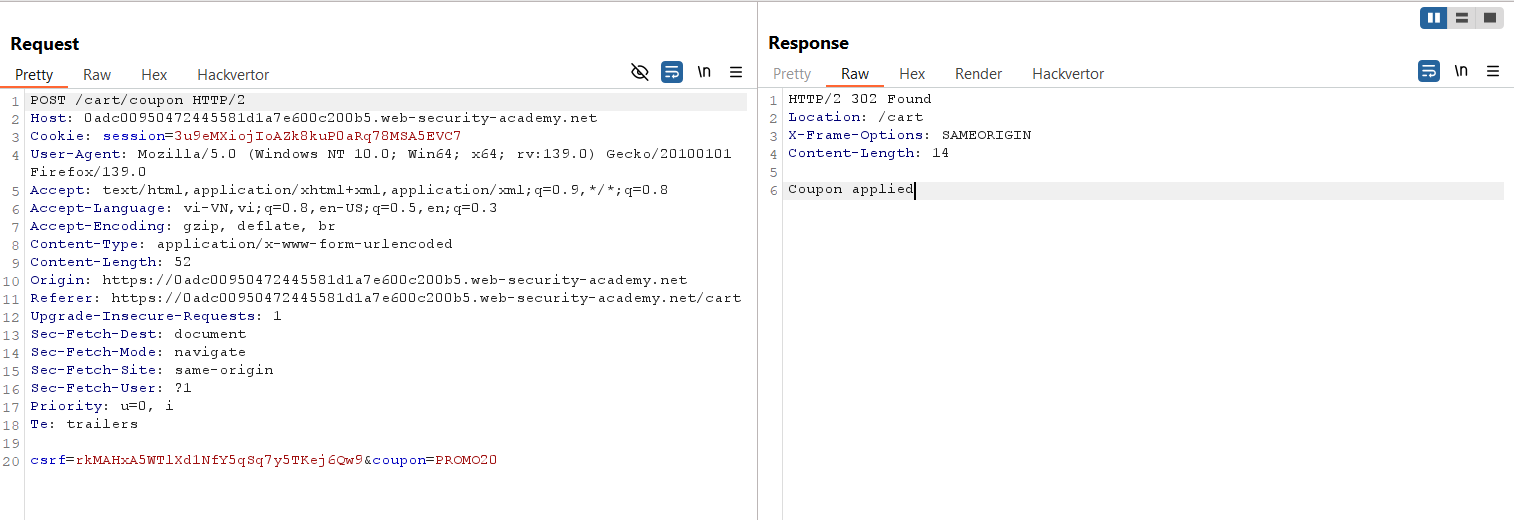 Request
Pretty Raw Hex Hackvertor \n
1 POST /cart/coupon HTTP/2
2 Host: 0adc00950472445581d1a7e600c200b5.web-security-academy.net
3 Cookie: session=3u9eMXiojIoAZk8kuP0aRq78MSA5EVC7
4 User-Agent: Mozilla/5.0 (Windows NT 10.0; Win64; x64; rv:139.0) Gecko/20100101
Firefox/139.0
5 Accept: text/html,application/xhtml+xml,application/xml;q=0.9,*/*;q=0.8
6 Accept-Language: vi-VN,vi;q=0.8,en-US;q=0.5,en;q=0.3
7 Accept-Encoding: gzip, deflate, br
8 Content-Type: application/x-www-form-urlencoded
9 Content-Length: 52
10 Origin: https://0adc00950472445581d1a7e600c200b5.web-security-academy.net
11 Referer: https://0adc00950472445581d1a7e600c200b5.web-security-academy.net/cart
12 Upgrade-Insecure-Requests: 1
13 Sec-Fetch-Dest: document
14 Sec-Fetch-Mode: navigate
15 Sec-Fetch-Site: same-origin
16 Sec-Fetch-User: ?1
17 Priority: u=0, i
18 Te: trailers
19
20 csrf=rkMAHxA5WTlXd1NfY5qSq7y5TKej6Qw9&coupon=PROMO20
Response
Pretty Raw Hex Render Hackvertor \n
1 HTTP/2 302 Found
2 Location: /cart
3 X-Frame-Options: SAMEORIGIN
4 Content-Length: 14
5
6 Coupon applied